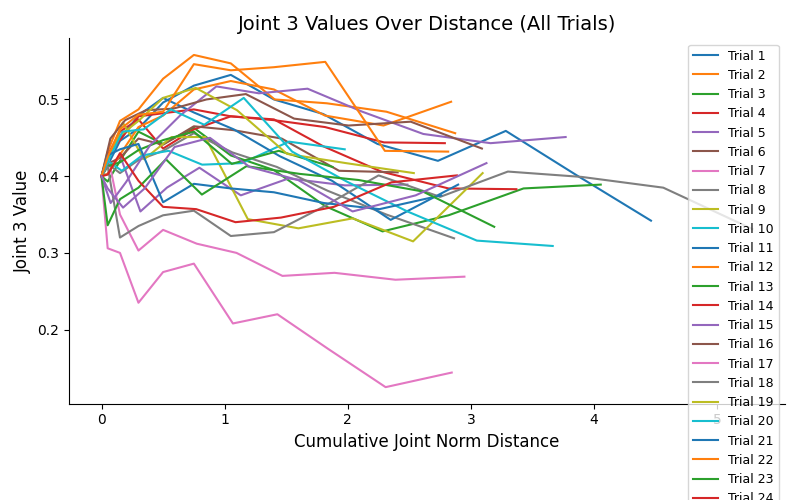 Joint 3 Values Over Distance (All Trials)
Joint 3 Value
0.5
0.4
0.3
0.2
0
1
2
3
4
5
Cumulative Joint Norm Distance
Trial 1
Trial 2
Trial 3
Trial 4
Trial 5
Trial 6
Trial 7
Trial 8
Trial 9
Trial 10
Trial 11
Trial 12
Trial 13
Trial 14
Trial 15
Trial 16
Trial 17
Trial 18
Trial 19
Trial 20
Trial 21
Trial 22
Trial 23
Trial 24